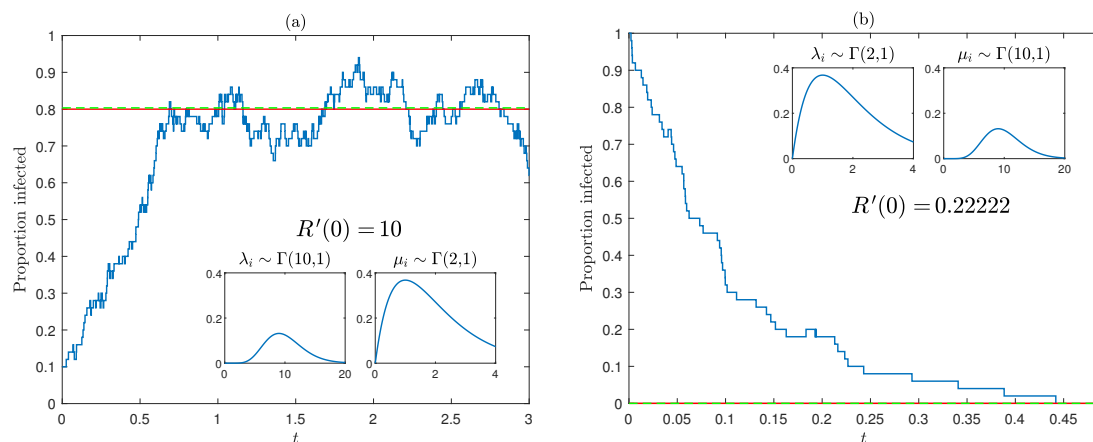 (a)
1
0.9
0.8
0.7
0.6
0.5
0.4
0.3
0.2
0.1
0
Proportion infected
0 0.5 1 1.5 2 2.5 3
t
R′(0) = 10
λᵢ ∼ Γ(10,1)
0.4
0.2
0
0 10 20
μᵢ ∼ Γ(2,1)
0.4
0.2
0
0 2 4
(b)
1
0.9
0.8
0.7
0.6
0.5
0.4
0.3
0.2
0.1
0
Proportion infected
0 0.05 0.1 0.15 0.2 0.25 0.3 0.35 0.4 0.45
t
λᵢ ∼ Γ(2,1)
0.4
0.2
0
0 2 4
μᵢ ∼ Γ(10,1)
0.4
0.2
0
0 10 20
R′(0) = 0.22222